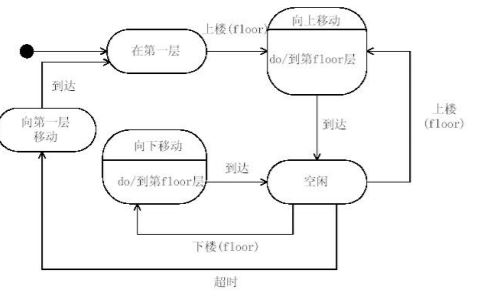 上楼(floor)
向上移动
在第一层
do/到第floor层
到达
向第一层
移动
到达
上楼
(floor)
向下移动
do/到第floor层
到达
空闲
下楼(floor)
超时